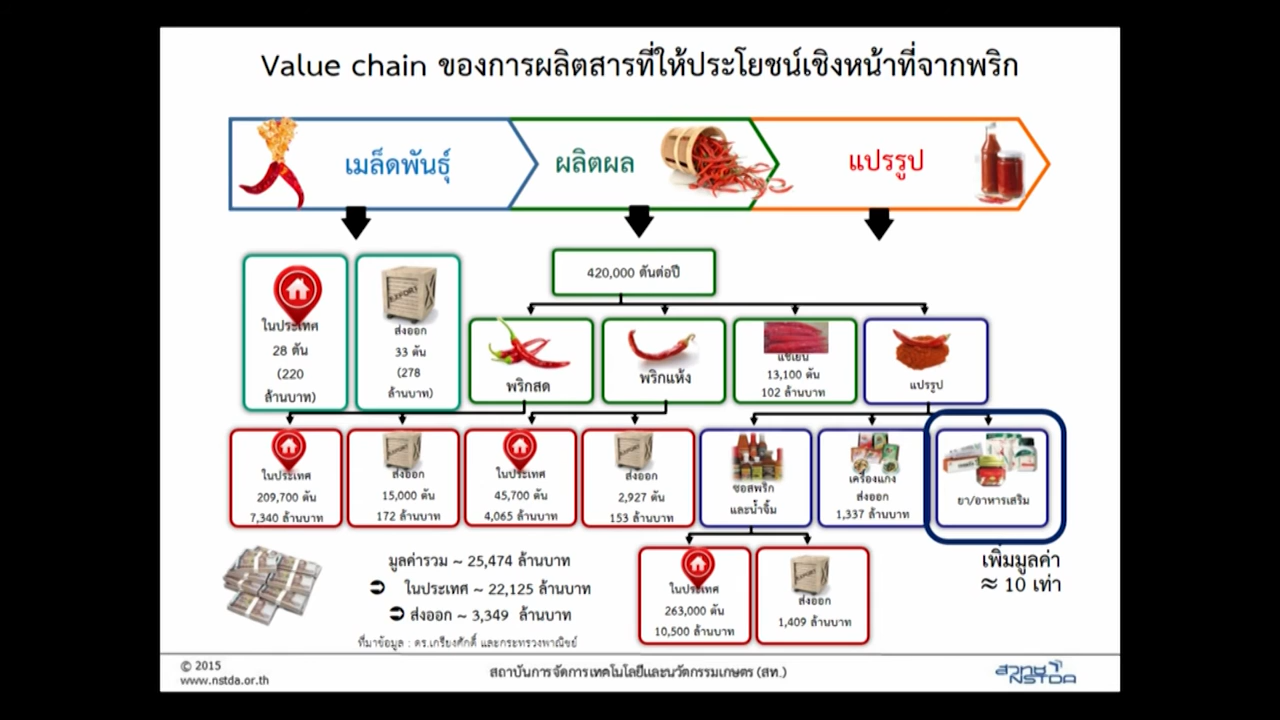 Value chain ของการผลิตสารที่ให้ประโยชน์เชิงหน้าที่จากพริก
เมล็ดพันธุ์
ผลิตผล
แปรรูป
ในประเทศ
28 ตัน
(220
ล้านบาท)
EXPORT
ส่งออก
33 ตัน
(278
ล้านบาท)
420,000 ตันต่อปี
พริกสด
พริกแห้ง
แช่เย็น
13,100 ตัน
102 ล้านบาท
แปรรูป
ในประเทศ
209,700 ตัน
7,340 ล้านบาท
EXPORT
ส่งออก
15,000 ตัน
172 ล้านบาท
ในประเทศ
45,700 ตัน
4,065 ล้านบาท
EXPORT
ส่งออก
2,927 ตัน
153 ล้านบาท
ซอสพริก
และน้ำจิ้ม
เครื่องแกง
ส่งออก
1,337 ล้านบาท
ยา/อาหารเสริม
เพิ่มมูลค่า
≈ 10 เท่า
ในประเทศ
263,000 ตัน
10,500 ล้านบาท
EXPORT
ส่งออก
1,409 ล้านบาท
มูลค่ารวม ~ 25,474 ล้านบาท
ในประเทศ ~ 22,125 ล้านบาท
ส่งออก ~ 3,349 ล้านบาท
ที่มาข้อมูล : ดร.เกรียงศักดิ์ และกระทรวงพาณิชย์
© 2015
www.nstda.or.th
สถาบันการจัดการเทคโนโลยีและนวัตกรรมเกษตร (สท.)
สวทช
NSTDA